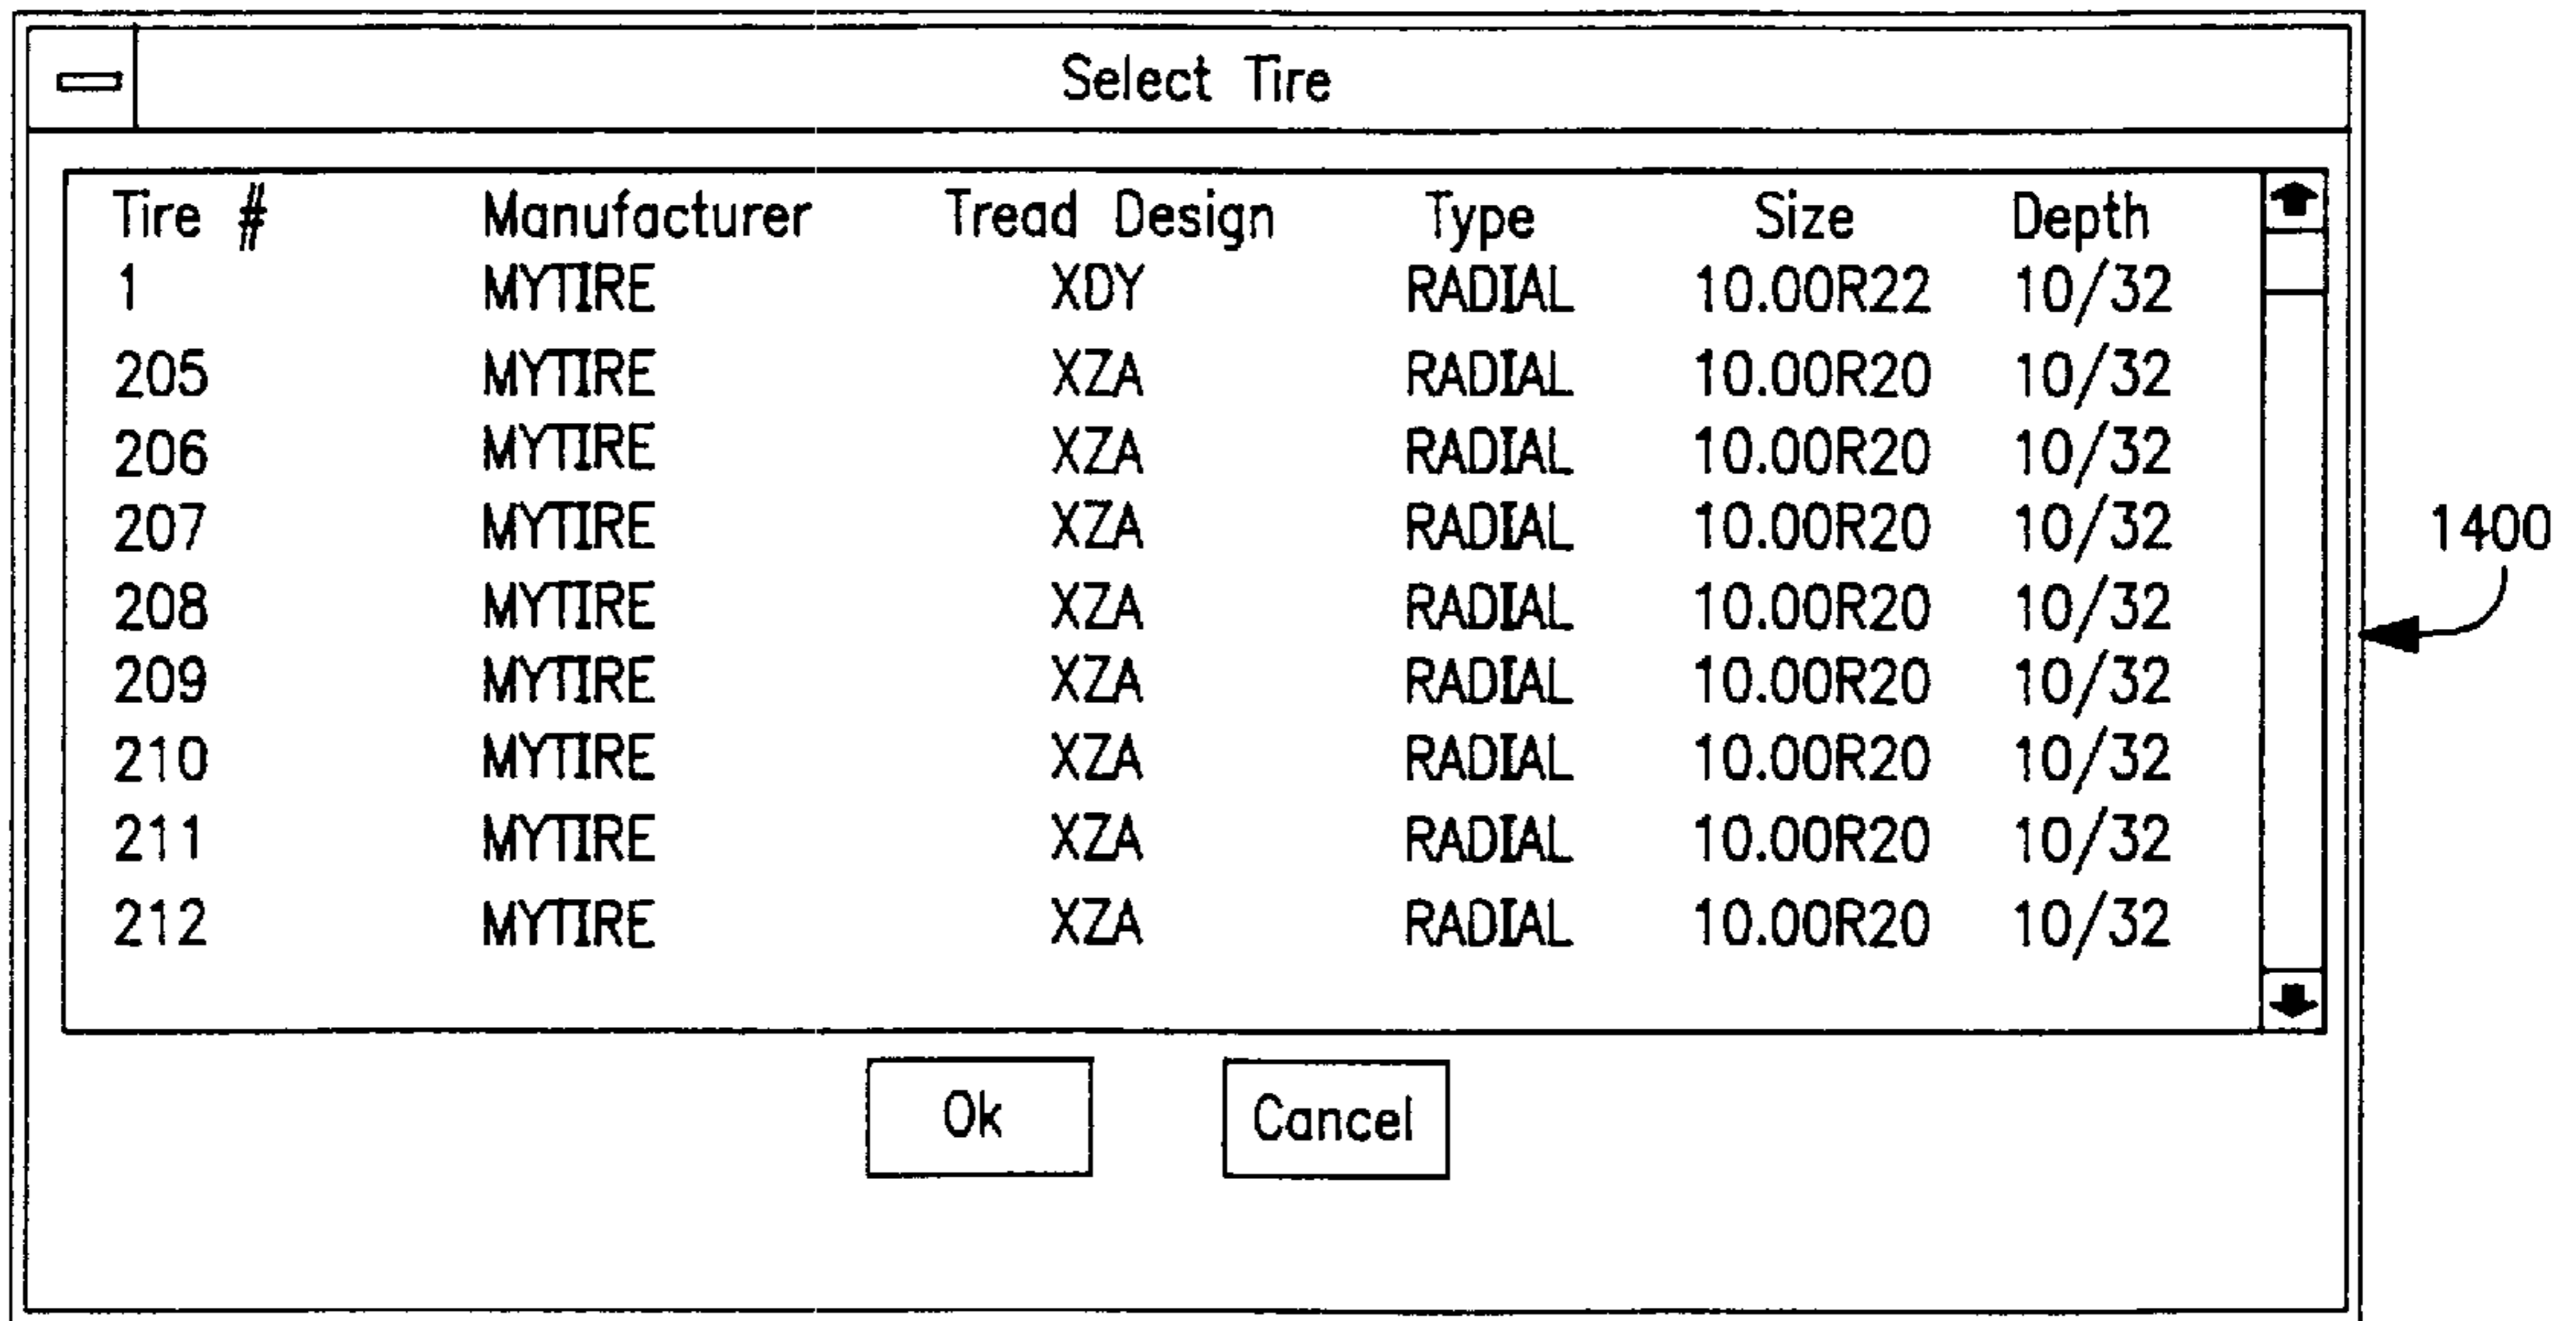 Select Tire
Tire # Manufacturer Tread Design Type Size Depth
1 MYTIRE XDY RADIAL 10.00R22 10/32
205 MYTIRE XZA RADIAL 10.00R20 10/32
206 MYTIRE XZA RADIAL 10.00R20 10/32
207 MYTIRE XZA RADIAL 10.00R20 10/32
1400
208 MYTIRE XZA RADIAL 10.00R20 10/32
209 MYTIRE XZA RADIAL 10.00R20 10/32
210 MYTIRE XZA RADIAL 10.00R20 10/32
211 MYTIRE XZA RADIAL 10.00R20 10/32
212 MYTIRE XZA RADIAL 10.00R20 10/32
Ok Cancel